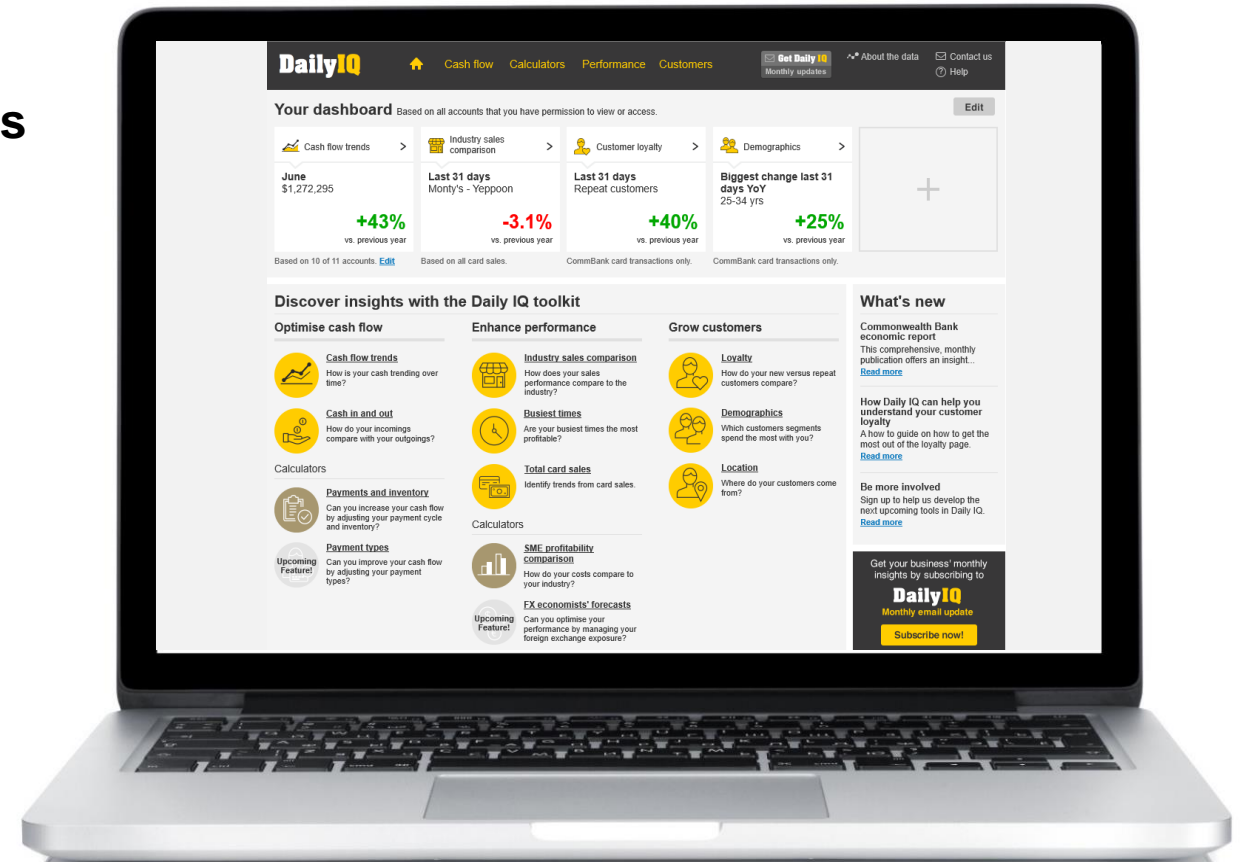 s
DailyIQ
Cash flow Calculators Performance Customers
Get Daily IQ
Monthly updates
About the data
Contact us
Help
Your dashboard Based on all accounts that you have permission to view or access.
Edit
Cash flow trends
June
$1,272,295
+43%
vs. previous year
Based on 10 of 11 accounts. Edit
Industry sales
comparison
Last 31 days
Monty's - Yeppoon
-3.1%
vs. previous year
Based on all card sales.
Customer loyalty
Last 31 days
Repeat customers
+40%
vs. previous year
CommBank card transactions only.
Demographics
Biggest change last 31
days YoY
25-34 yrs
+25%
vs. previous year
CommBank card transactions only.
Discover insights with the Daily IQ toolkit
Optimise cash flow
Cash flow trends
How is your cash trending over
time?
Cash in and out
How do your incomings
compare with your outgoings?
Calculators
Payments and inventory
Can you increase your cash flow
by adjusting your payment cycle
and inventory?
Upcoming
Feature!
Payment types
Can you improve your cash flow
by adjusting your payment
types?
Enhance performance
Industry sales comparison
How does your sales
performance compare to the
industry?
Busiest times
Are your busiest times the most
profitable?
Total card sales
Identify trends from card sales.
Calculators
SME profitability
comparison
How do your costs compare to
your industry?
Upcoming
Feature!
FX economists' forecasts
Can you optimise your
performance by managing your
foreign exchange exposure?
Grow customers
Loyalty
How do your new versus repeat
customers compare?
Demographics
Which customers segments
spend the most with you?
Location
Where do your customers come
from?
What's new
Commonwealth Bank
economic report
This comprehensive, monthly
publication offers an insight...
Read more
How Daily IQ can help you
understand your customer
loyalty
A how to guide on how to get the
most out of the loyalty page.
Read more
Be more involved
Sign up to help us develop the
next upcoming tools in Daily IQ.
Read more
Get your business' monthly
insights by subscribing to
DailyIQ
Monthly email update
Subscribe now!